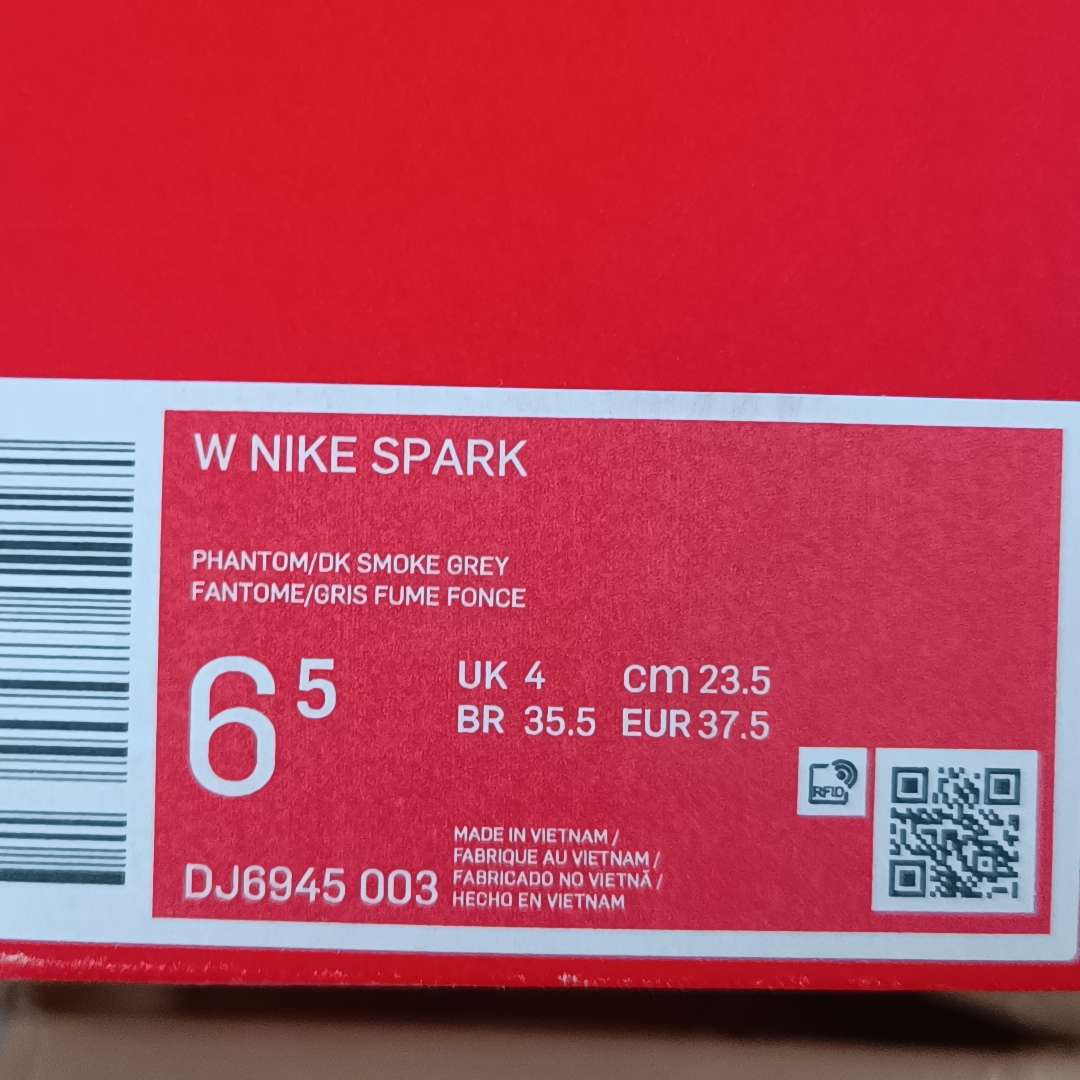 W NIKE SPARK
PHANTOM/DK SMOKE GREY
FANTOME/GRIS FUME FONCE
6 5
UK 4 cm 23.5
BR 35.5 EUR 37.5
RFID
MADE IN VIETNAM /
FABRIQUE AU VIETNAM /
FABRICADO NO VIETNÃ /
HECHO EN VIETNAM
DJ6945 003